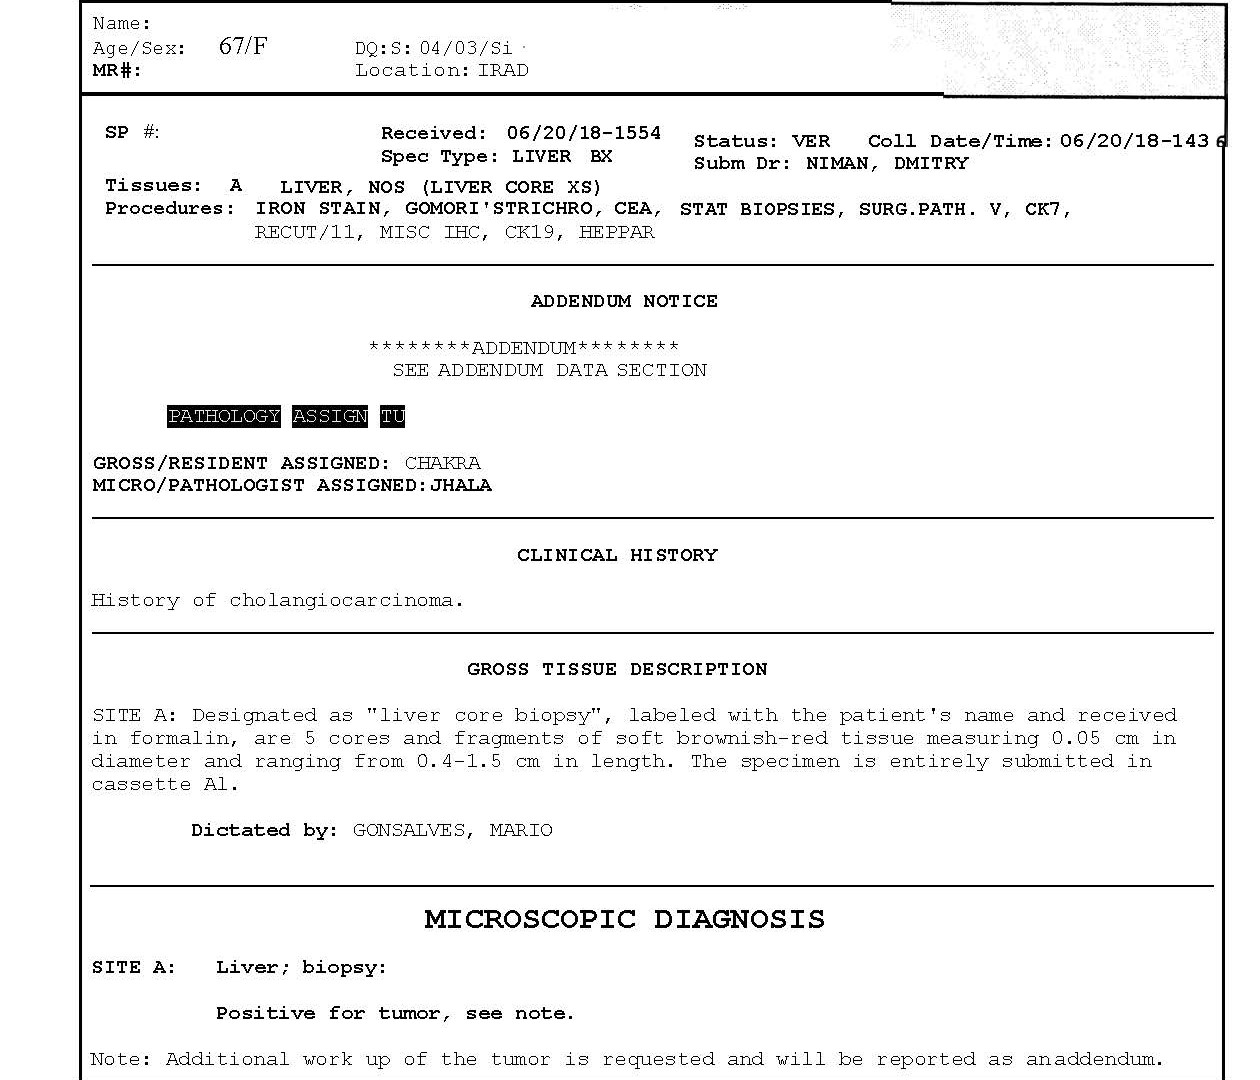 Name:
Age/Sex: 67/F DQ:S: 04/03/Si
MR#: Location: IRAD
SP #: Received: 06/20/18-1554 Status: VER Coll Date/Time: 06/20/18-1436
Spec Type: LIVER BX Subm Dr: NIMAN, DMITRY
Tissues: A LIVER, NOS (LIVER CORE XS)
Procedures: IRON STAIN, GOMORI'STRICHRO, CEA, STAT BIOPSIES, SURG.PATH. V, CK7,
RECUT/11, MISC IHC, CK19, HEPPAR
ADDENDUM NOTICE
********ADDENDUM********
SEE ADDENDUM DATA SECTION
PATHOLOGY ASSIGN TU
GROSS/RESIDENT ASSIGNED: CHAKRA
MICRO/PATHOLOGIST ASSIGNED:JHALA
CLINICAL HISTORY
History of cholangiocarcinoma.
GROSS TISSUE DESCRIPTION
SITE A: Designated as "liver core biopsy", labeled with the patient's name and received
in formalin, are 5 cores and fragments of soft brownish-red tissue measuring 0.05 cm in
diameter and ranging from 0.4-1.5 cm in length. The specimen is entirely submitted in
cassette Al.
Dictated by: GONSALVES, MARIO
MICROSCOPIC DIAGNOSIS
SITE A: Liver; biopsy:
Positive for tumor, see note.
Note: Additional work up of the tumor is requested and will be reported as anaddendum.